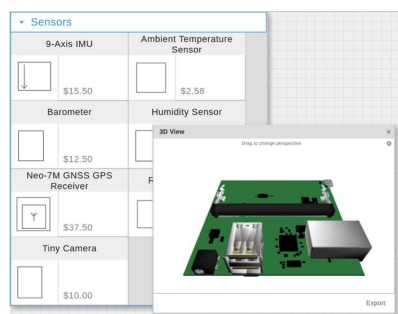 Sensors
9-Axis IMU
$15.50
Ambient Temperature
Sensor
$2.58
Barometer
$12.50
Humidity Sensor
Neo-7M GNSS GPS
Receiver
$37.50
R
Tiny Camera
$10.00
3D View
×
Drag to change perspective
Export